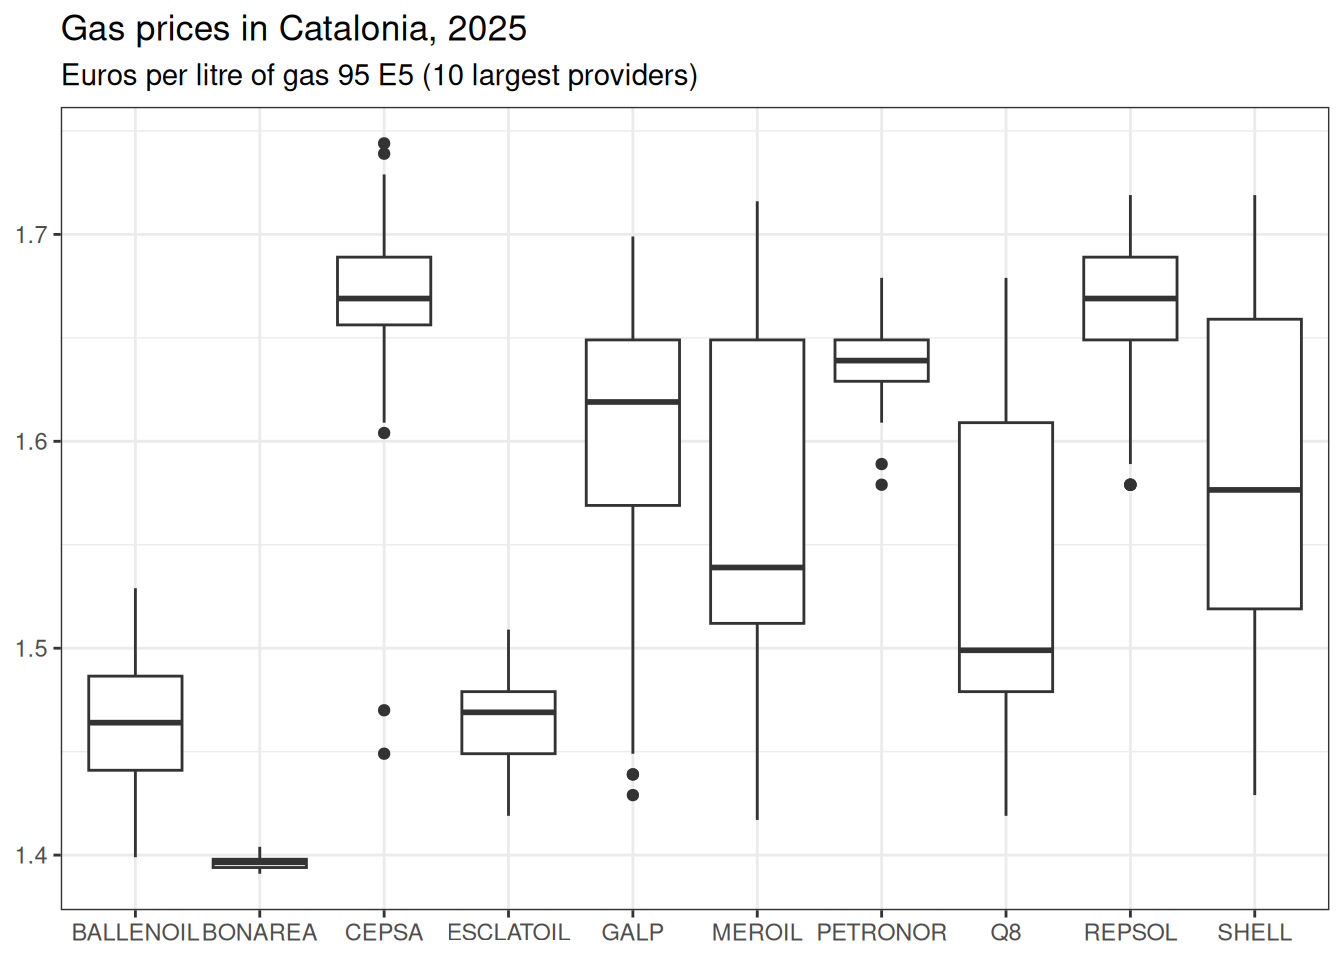 Gas prices in Catalonia, 2025
Euros per litre of gas 95 E5 (10 largest providers)
1.7
1.6
1.5
1.4
BALLENOIL BONAREA CEPSA ESCLATOIL GALP MEROIL PETRONOR Q8 REPSOL SHELL